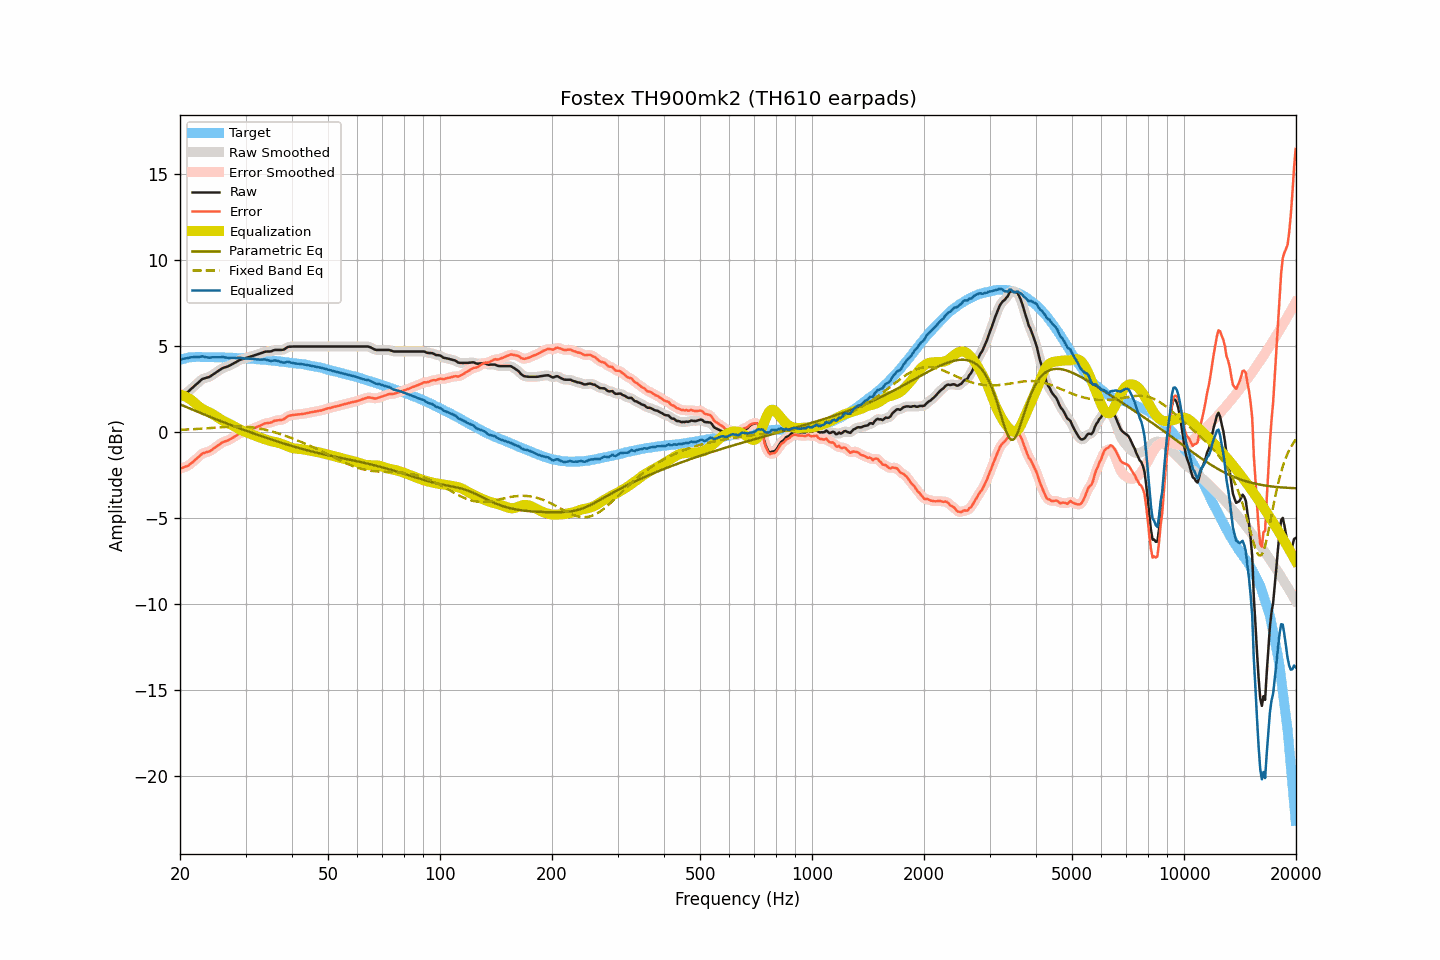 Fostex TH900mk2 (TH610 earpads)
Target
Raw Smoothed
Error Smoothed
Raw
Error
Equalization
Parametric Eq
Fixed Band Eq
Equalized
15
10
5
0
−5
−10
−15
−20
Amplitude (dBr)
20 50 100 200 500 1000 2000 5000 10000 20000
Frequency (Hz)